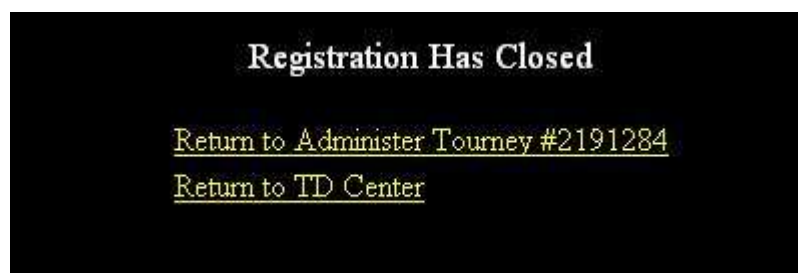 Registration Has Closed
Return to Administer Tourney #2191284
Return to TD Center